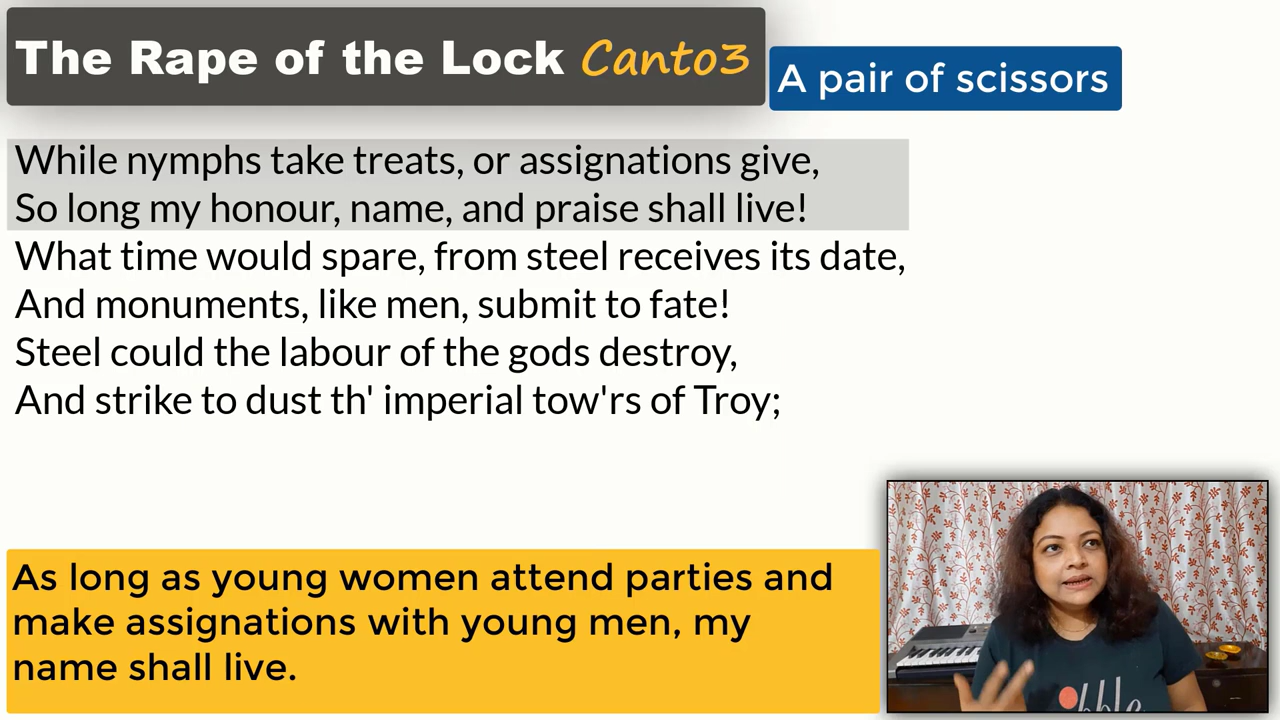 The Rape of the Lock Canto3
A pair of scissors
While nymphs take treats, or assignations give,
So long my honour, name, and praise shall live!
What time would spare, from steel receives its date,
And monuments, like men, submit to fate!
Steel could the labour of the gods destroy,
And strike to dust th' imperial tow'rs of Troy;
As long as young women attend parties and
make assignations with young men, my
name shall live.